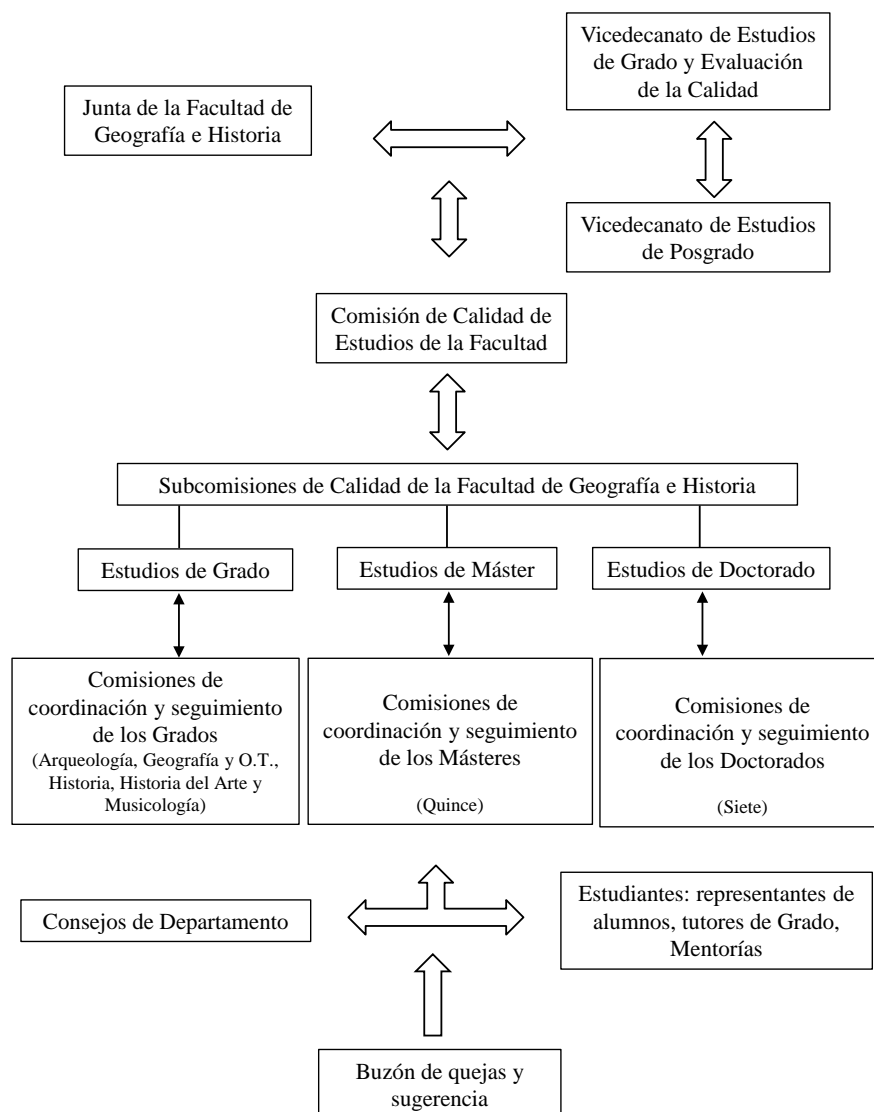 Vicedecanato de Estudios
de Grado y Evaluación
de la Calidad
Junta de la Facultad de
Geografía e Historia
Vicedecanato de Estudios
de Posgrado
Comisión de Calidad de
Estudios de la Facultad
Subcomisiones de Calidad de la Facultad de Geografía e Historia
Estudios de Grado
Estudios de Máster
Estudios de Doctorado
Comisiones de
coordinación y seguimiento
de los Grados
(Arqueología, Geografía y O.T.,
Historia, Historia del Arte y
Musicología)
Comisiones de
coordinación y seguimiento
de los Másteres
(Quince)
Comisiones de
coordinación y seguimiento
de los Doctorados
(Siete)
Consejos de Departamento
Estudiantes: representantes de
alumnos, tutores de Grado,
Mentorías
Buzón de quejas y
sugerencia